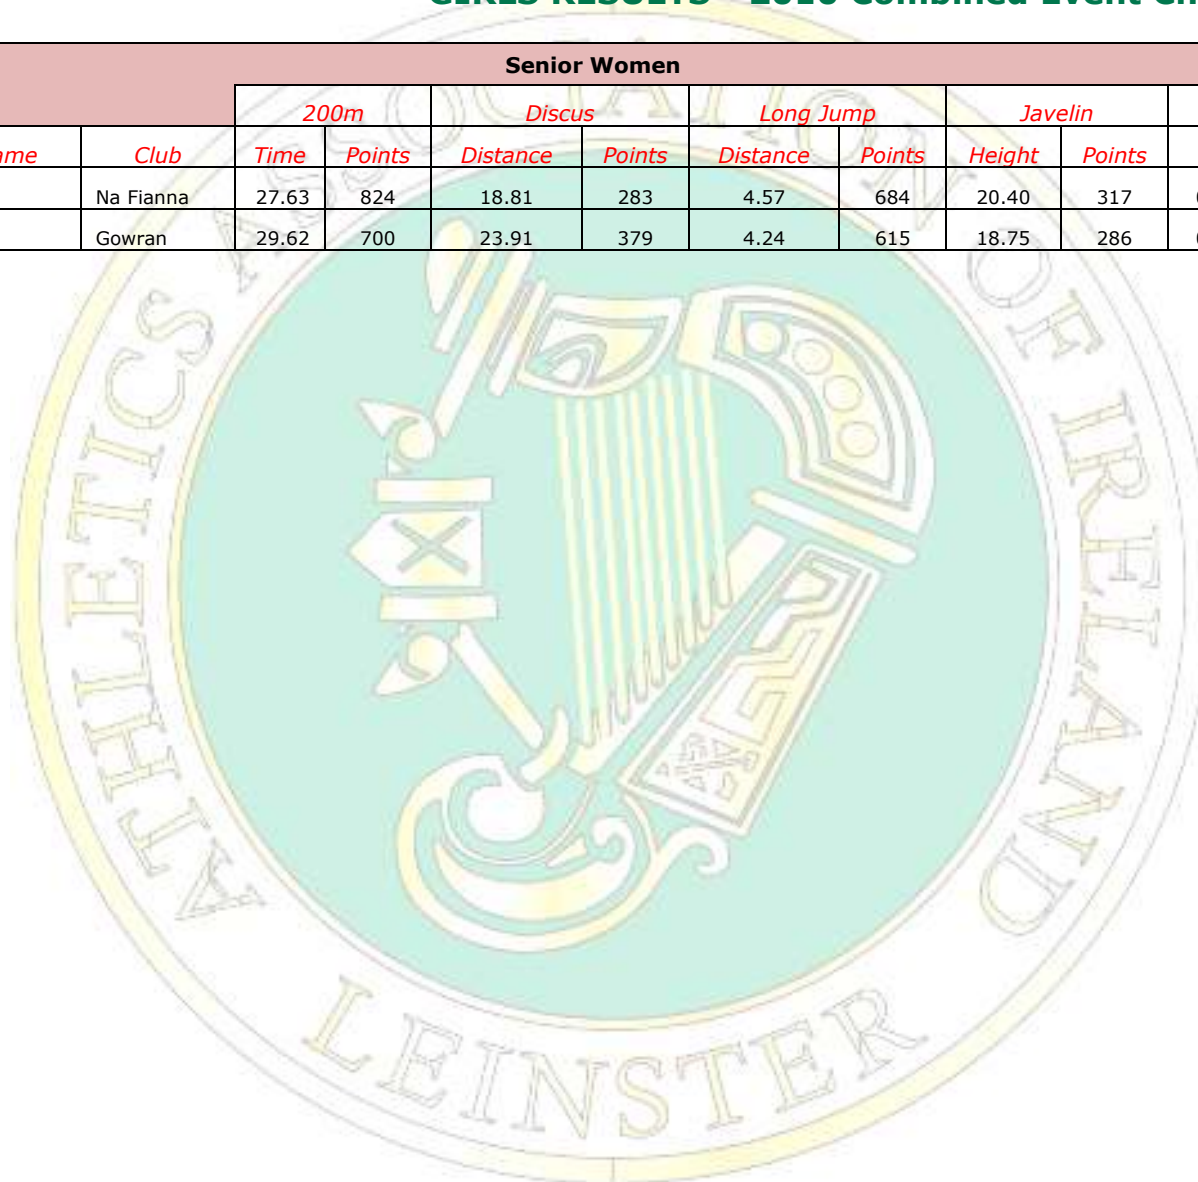 Senior Women
200m Discus Long Jump Javelin
Club Time Points Distance Points Distance Points Height Points
Na Fianna 27.63 824 18.81 283 4.57 684 20.40 317
Gowran 29.62 700 23.91 379 4.24 615 18.75 286
ATHLETICS ASSOCIATION OF IRELAND
LEINSTER